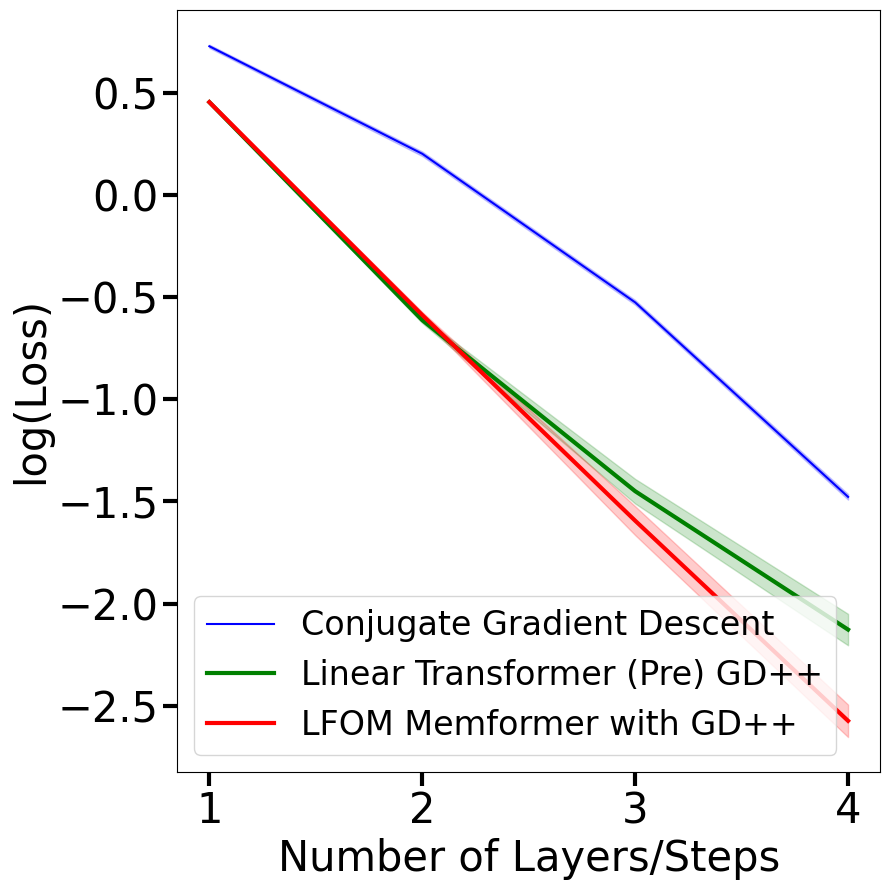 0.5
0.0
−0.5
−1.0
−1.5
−2.0
−2.5
log(Loss)
Conjugate Gradient Descent
Linear Transformer (Pre) GD++
LFOM Memformer with GD++
1 2 3 4
Number of Layers/Steps